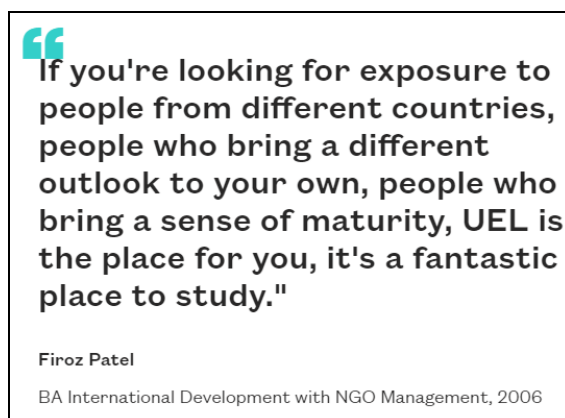 “
If you're looking for exposure to
people from different countries,
people who bring a different
outlook to your own, people who
bring a sense of maturity, UEL is
the place for you, it's a fantastic
place to study."
Firoz Patel
BA International Development with NGO Management, 2006